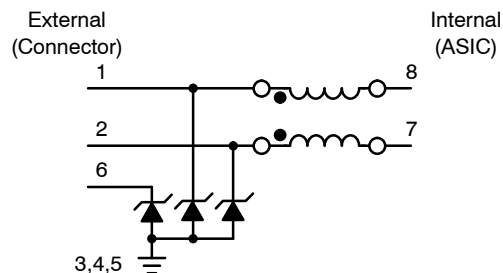 External
(Connector)
Internal
(ASIC)
1
8
2
7
6
3,4,5